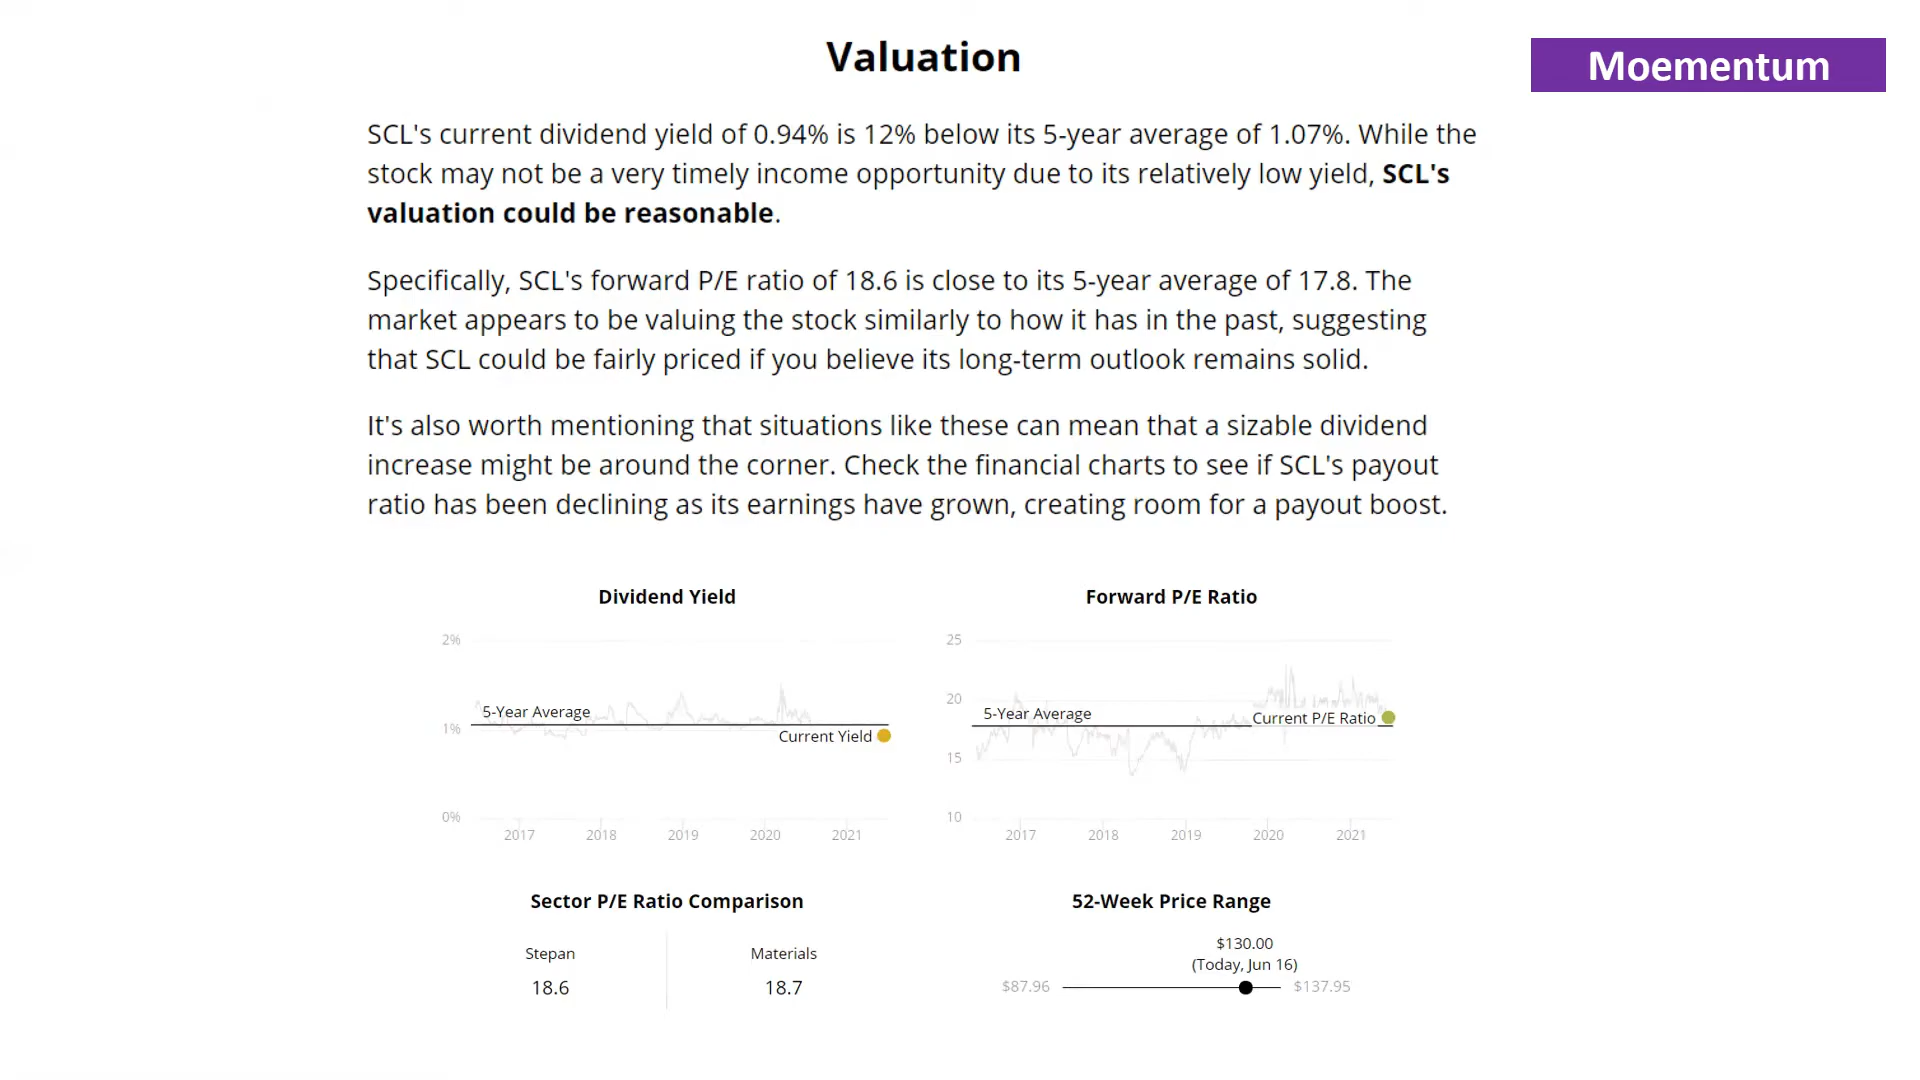 Valuation
Moementum
SCL's current dividend yield of 0.94% is 12% below its 5-year average of 1.07%. While the
stock may not be a very timely income opportunity due to its relatively low yield, SCL's
valuation could be reasonable.
Specifically, SCL's forward P/E ratio of 18.6 is close to its 5-year average of 17.8. The
market appears to be valuing the stock similarly to how it has in the past, suggesting
that SCL could be fairly priced if you believe its long-term outlook remains solid.
It's also worth mentioning that situations like these can mean that a sizable dividend
increase might be around the corner. Check the financial charts to see if SCL's payout
ratio has been declining as its earnings have grown, creating room for a payout boost.
Dividend Yield
2%
5-Year Average
1%
Current Yield
0%
2017 2018 2019 2020 2021
Forward P/E Ratio
25
20
5-Year Average
Current P/E Ratio
15
10
2017 2018 2019 2020 2021
Sector P/E Ratio Comparison
Stepan Materials
18.6 18.7
52-Week Price Range
$130.00
(Today, Jun 16)
$87.96 $137.95